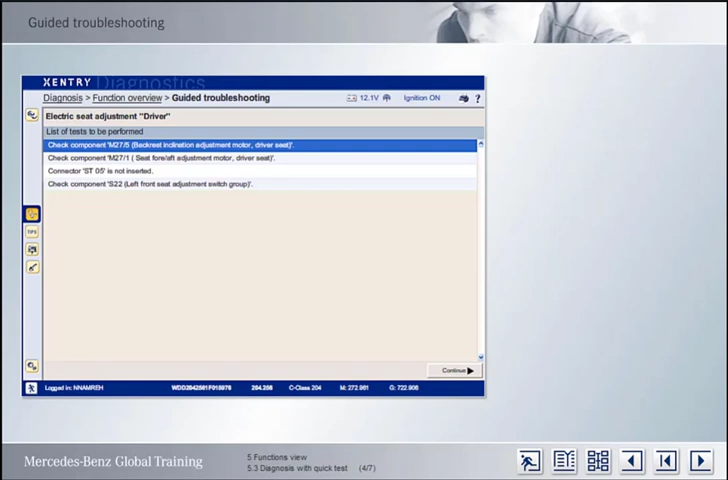 Guided troubleshooting
XENTRY Diagnostics
Diagnosis > Function overview > Guided troubleshooting 12.1V Ignition ON ?
Electric seat adjustment "Driver"
List of tests to be performed
Check component 'M27/5 (Backrest inclination adjustment motor, driver seat)'.
Check component 'M27/1 ( Seat fore/aft adjustment motor, driver seat)'.
Connector 'ST 05' is not inserted.
Check component 'S22 (Left front seat adjustment switch group)'.
TIPS
Continue
Logged in: NNAMREH 204.256 C-Class 204 M: 272.961 G: 722.906
Mercedes-Benz Global Training
5 Functions view
5.3 Diagnosis with quick test (4/7)